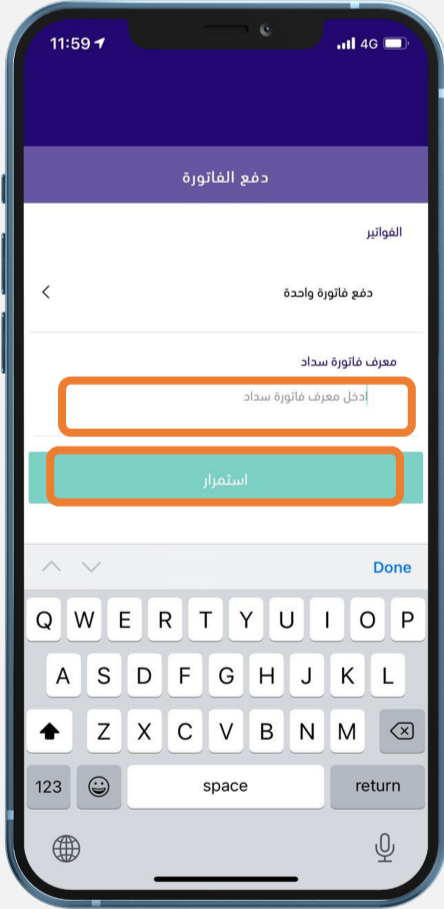 11:59
4G
دفع الفاتورة
الفواتير
دفع فاتورة واحدة
معرف فاتورة سداد
ادخل معرف فاتورة سداد
استمرار
Done
Q W E R T Y U I O P
A S D F G H J K L
Z X C V B N M
123 space return